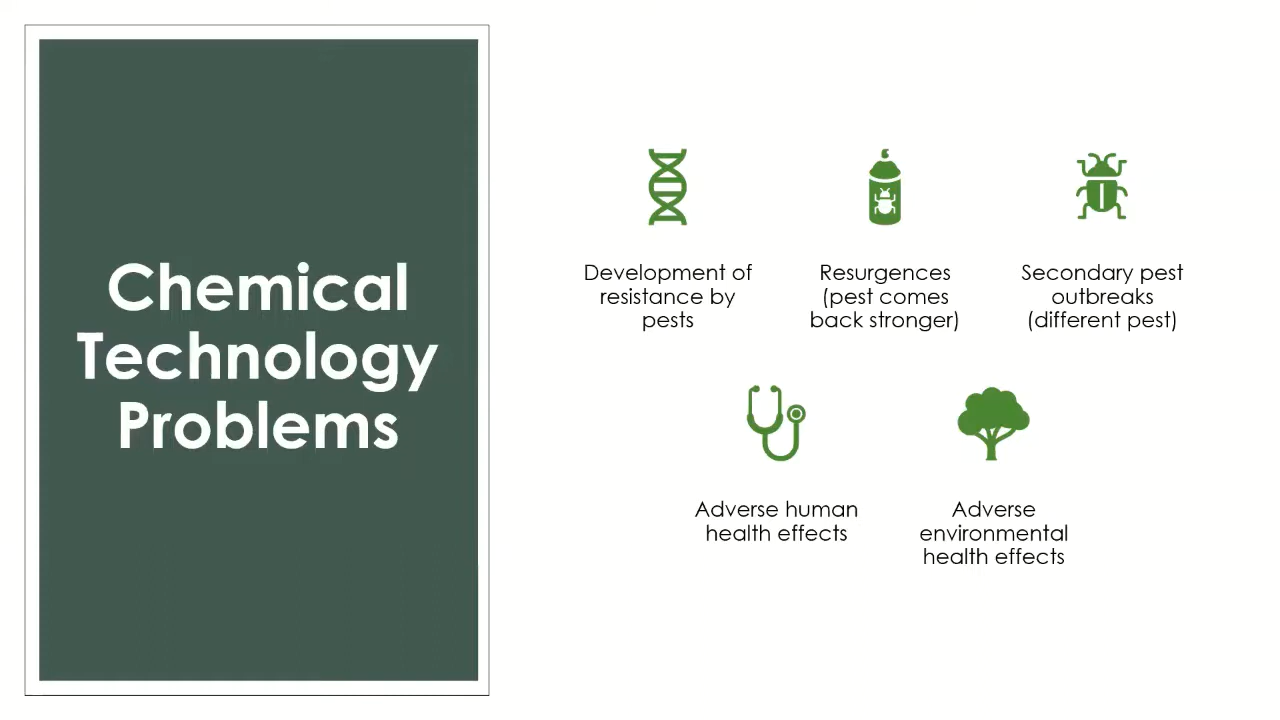 Chemical
Technology
Problems
Development of
resistance by
pests
Resurgences
(pest comes
back stronger)
Secondary pest
outbreaks
(different pest)
Adverse human
health effects
Adverse
environmental
health effects